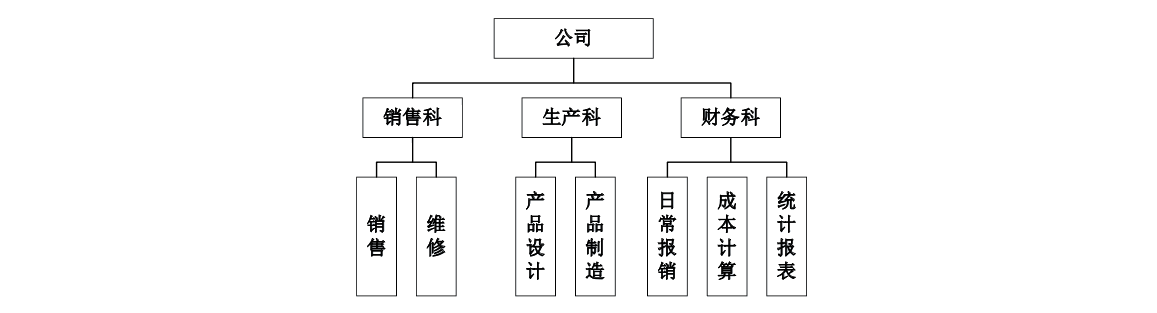 公司
销售科
生产科
财务科
销售
维修
产品设计
产品制造
日常报销
成本计算
统计报表